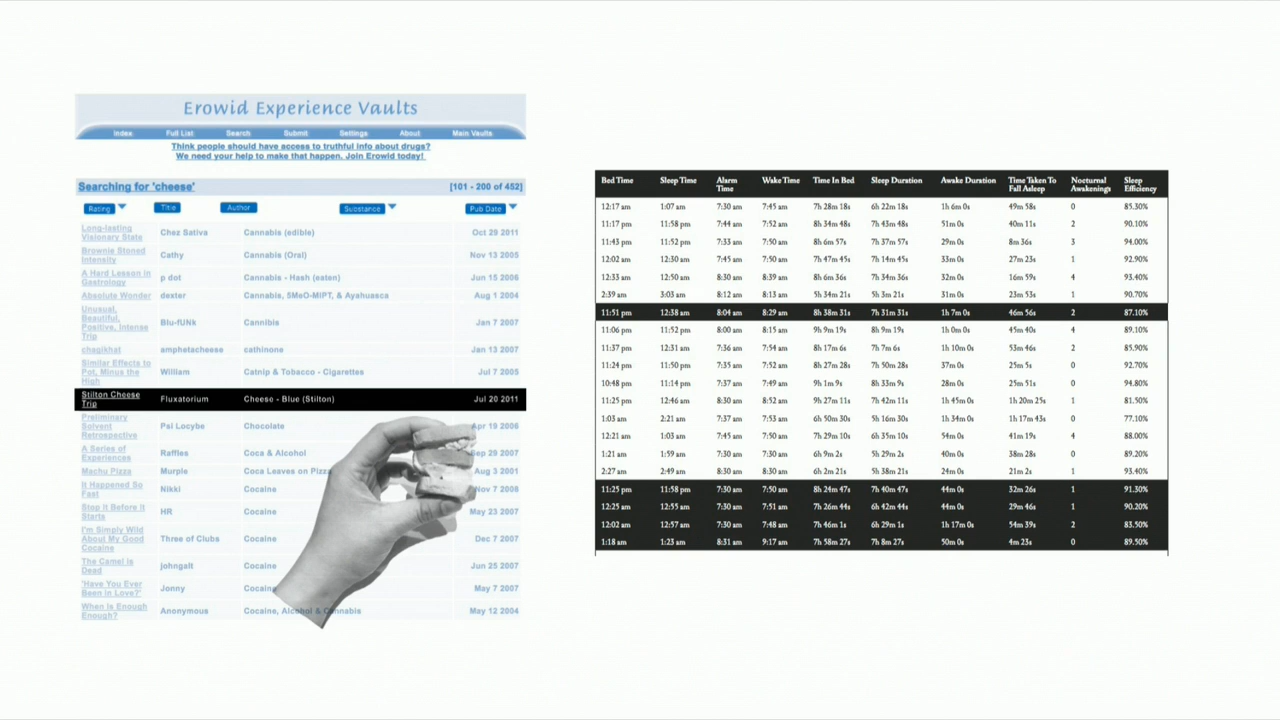 Erowid Experience Vaults
Index Full List Search Submit Settings About Main Vaults
Think people should have access to truthful info about drugs?
We need your help to make that happen. Join Erowid today!
Searching for 'cheese' [101 - 200 of 452]
Rating Title Author Substance Pub Date
Long-lasting
Visionary State Chez Sativa Cannabis (edible) Oct 29 2011
Brownie Stoned
Intensity Cathy Cannabis (Oral) Nov 13 2005
A Hard Lesson in
Gastrology p dot Cannabis - Hash (eaten) Jun 15 2006
Absolute Wonder dexter Cannabis, 5MeO-MIPT, & Ayahuasca Aug 1 2004
Unusual,
Beautiful,
Positive, Intense
Trip Blu-fUNk Cannibis Jan 7 2007
chagikhat amphetacheese cathinone Jan 13 2007
Similar Effects to
Pot, Minus the
High William Catnip & Tobacco - Cigarettes Jul 7 2005
Stilton Cheese
Trip Fluxatorium Cheese - Blue (Stilton) Jul 20 2011
Preliminary
Solvent
Retrospective Psi Locybe Chocolate Apr 19 2006
A Series of
Experiences Raffles Coca & Alcohol Sep 29 2007
Machu Pizza Murple Coca Leaves on Pizza Aug 3 2001
It Happened So
Fast Nikki Cocaine Nov 7 2006
Stop It Before It
Starts HR Cocaine May 23 2007
I'm Simply Wild
About My Good
Cocaine Three of Clubs Cocaine Dec 7 2007
The Camel is
Dead johngalt Cocaine Jun 25 2007
'Have You Ever
Been in Love?' Jonny Cocaine May 7 2007
When is Enough
Enough? Anonymous Cocaine, Alcohol & Cannabis May 12 2004
Bed Time Sleep Time Alarm Time Wake Time Time In Bed Sleep Duration Awake Duration Time Taken To Fall Asleep Nocturnal Awakenings Sleep Efficiency
12:17 am 1:07 am 7:30 am 7:45 am 7h 28m 18s 6h 22m 18s 1h 6m 0s 49m 58s 0 85.30%
11:17 pm 11:58 pm 7:44 am 7:52 am 8h 34m 48s 7h 43m 48s 51m 0s 40m 11s 2 90.10%
11:43 pm 11:52 pm 7:33 am 7:50 am 8h 6m 57s 7h 37m 57s 29m 0s 8m 36s 3 94.00%
12:02 am 12:30 am 7:45 am 7:50 am 7h 47m 45s 7h 14m 45s 33m 0s 27m 23s 1 92.90%
12:33 am 12:50 am 8:30 am 8:39 am 8h 6m 36s 7h 34m 36s 32m 0s 16m 59s 4 93.40%
2:39 am 3:03 am 8:12 am 8:13 am 5h 34m 21s 5h 3m 21s 31m 0s 23m 53s 1 90.70%
11:51 pm 12:38 am 8:04 am 8:29 am 8h 38m 31s 7h 31m 31s 1h 7m 0s 46m 56s 2 87.10%
11:06 pm 11:52 pm 8:00 am 8:15 am 9h 9m 19s 8h 9m 19s 1h 0m 0s 45m 40s 4 89.10%
11:37 pm 12:31 am 7:36 am 7:54 am 8h 17m 6s 7h 7m 6s 1h 10m 0s 53m 46s 2 85.90%
11:24 pm 11:50 pm 7:35 am 7:52 am 8h 27m 28s 7h 50m 28s 37m 0s 25m 5s 0 92.70%
10:48 pm 11:14 pm 7:37 am 7:49 am 9h 1m 9s 8h 33m 9s 28m 0s 25m 51s 0 94.80%
11:25 pm 12:46 am 8:30 am 8:52 am 9h 27m 11s 7h 42m 11s 1h 45m 0s 1h 20m 25s 1 81.50%
1:03 am 2:21 am 7:37 am 7:53 am 6h 50m 30s 5h 16m 30s 1h 34m 0s 1h 17m 43s 0 77.10%
12:21 am 1:03 am 7:45 am 7:50 am 7h 29m 10s 6h 35m 10s 54m 0s 41m 19s 4 88.00%
1:21 am 1:59 am 7:30 am 7:30 am 6h 9m 2s 5h 29m 2s 40m 0s 38m 28s 0 89.20%
2:27 am 2:49 am 8:30 am 8:30 am 6h 2m 21s 5h 38m 21s 24m 0s 21m 2s 1 93.40%
11:25 pm 11:58 pm 7:30 am 7:50 am 8h 24m 47s 7h 40m 47s 44m 0s 32m 26s 1 91.30%
12:25 am 12:55 am 7:30 am 7:51 am 7h 26m 44s 6h 42m 44s 44m 0s 29m 46s 1 90.20%
12:02 am 12:57 am 7:30 am 7:48 am 7h 46m 1s 6h 29m 1s 1h 17m 0s 54m 39s 2 83.50%
1:18 am 1:23 am 8:31 am 9:17 am 7h 58m 27s 7h 8m 27s 50m 0s 4m 23s 0 89.50%